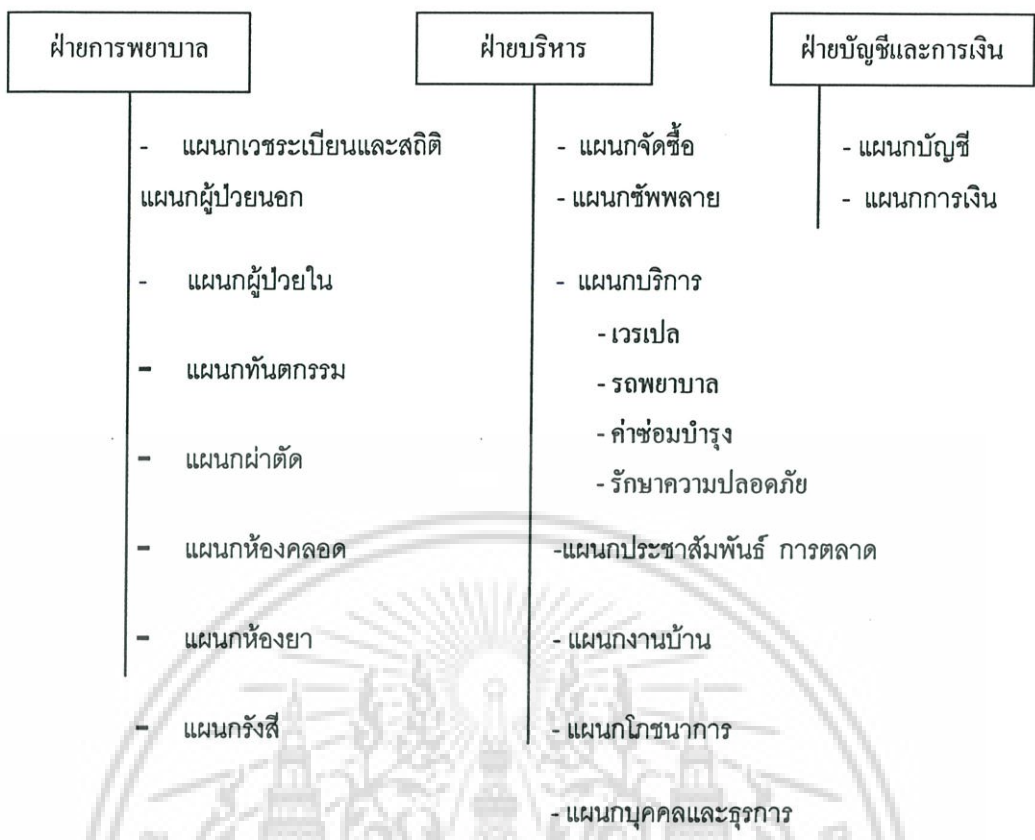 ฝ่ายการพยาบาล
- แผนกเวชระเบียนและสถิติ
แผนกผู้ป่วยนอก
- แผนกผู้ป่วยใน
- แผนกทันตกรรม
- แผนกผ่าตัด
- แผนกห้องคลอด
- แผนกห้องยา
- แผนกรังสี
ฝ่ายบริหาร
- แผนกจัดซื้อ
- แผนกซัพพลาย
- แผนกบริการ
- เวรเปล
- รถพยาบาล
- ค่าซ่อมบำรุง
- รักษาความปลอดภัย
-แผนกประชาสัมพันธ์ การตลาด
- แผนกงานบ้าน
- แผนกโภชนาการ
- แผนกบุคคลและธุรการ
ฝ่ายบัญชีและการเงิน
- แผนกบัญชี
- แผนกการเงิน